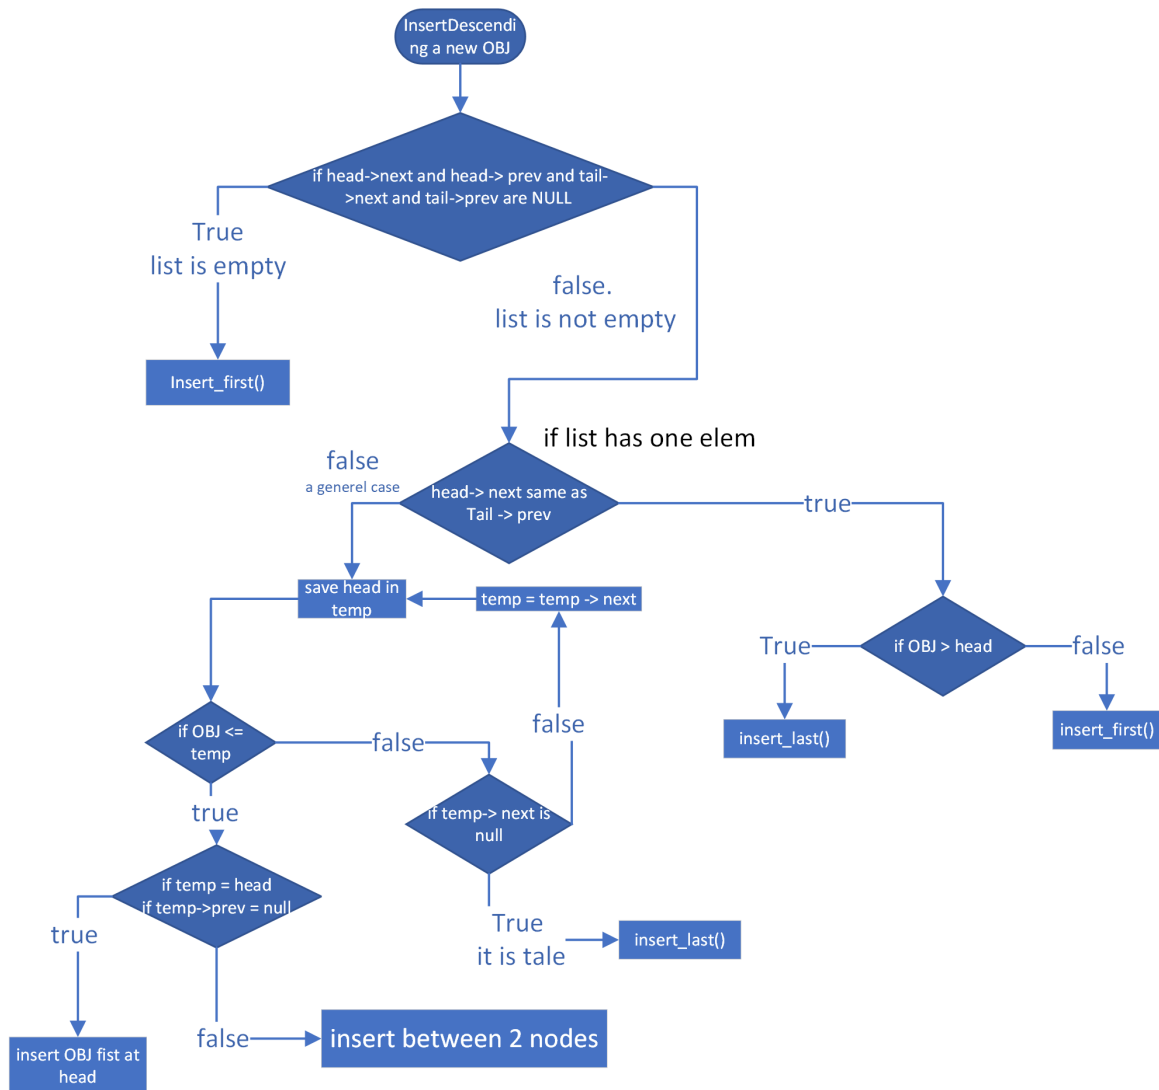 InsertDescendi
ng a new OBJ
if head->next and head-> prev and tail-
>next and tail->prev are NULL
True
list is empty
false.
list is not empty
Insert_first()
if list has one elem
false
a generel case
head-> next same as
Tail -> prev
true
save head in
temp
temp = temp -> next
True
if OBJ > head
false
if OBJ <=
temp
false
false
insert_last()
insert_first()
true
if temp-> next is
null
if temp = head
if temp->prev = null
true
True
it is tale
insert_last()
false
insert between 2 nodes
insert OBJ fist at
head